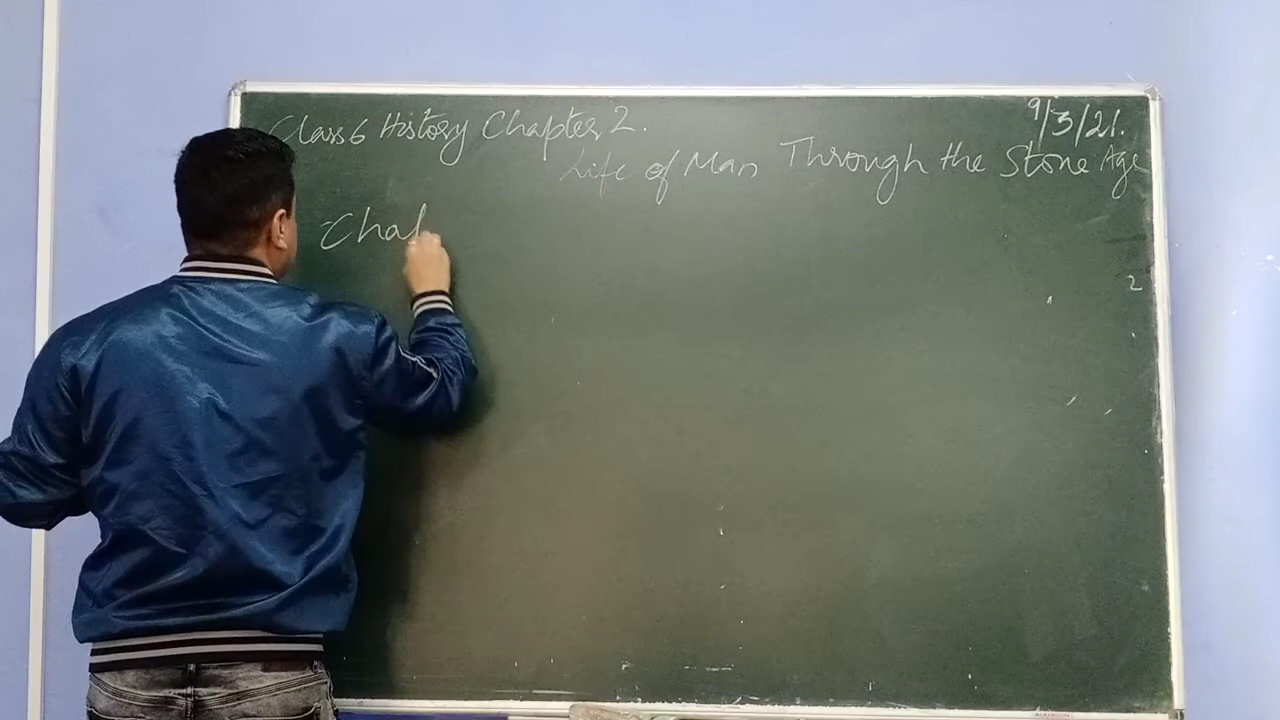 Class 6 History Chapter 2. 9/3/21.
Life of Man Through the Stone Age
Chal
2